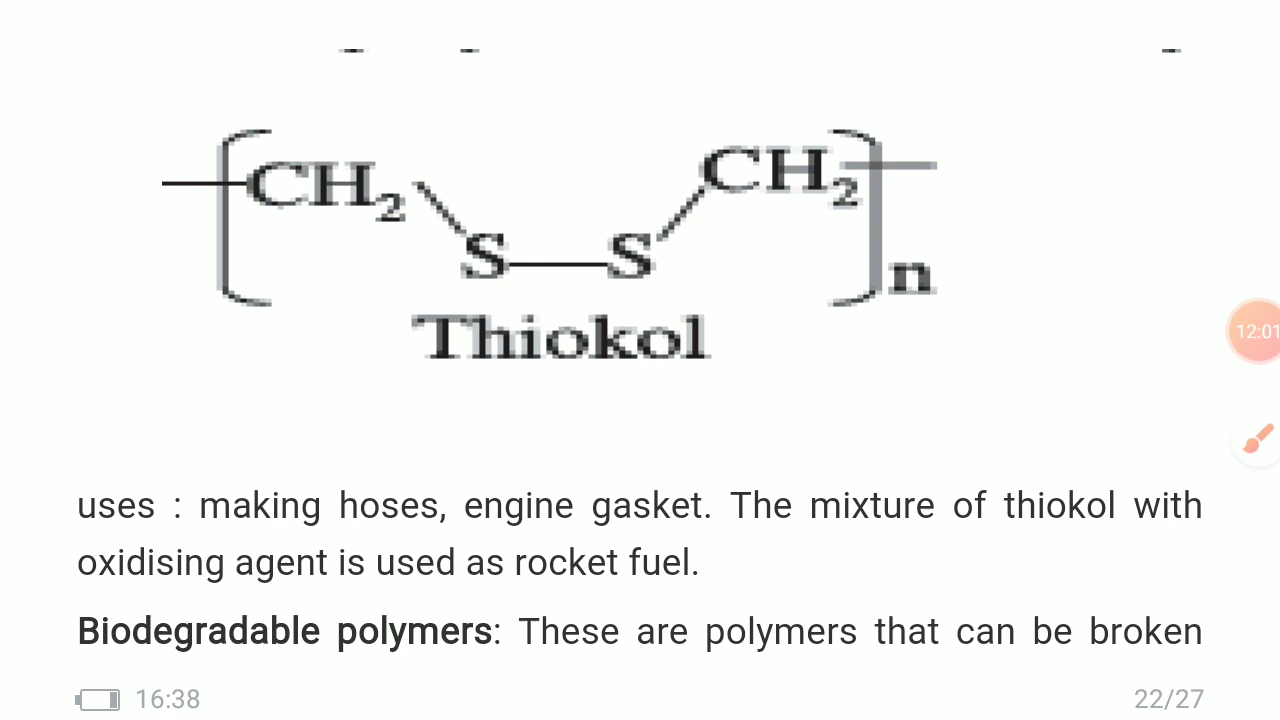 CH₂ CH₂
S S
n
Thiokol
12:01
uses : making hoses, engine gasket. The mixture of thiokol with
oxidising agent is used as rocket fuel.
Biodegradable polymers: These are polymers that can be broken
16:38 22/27